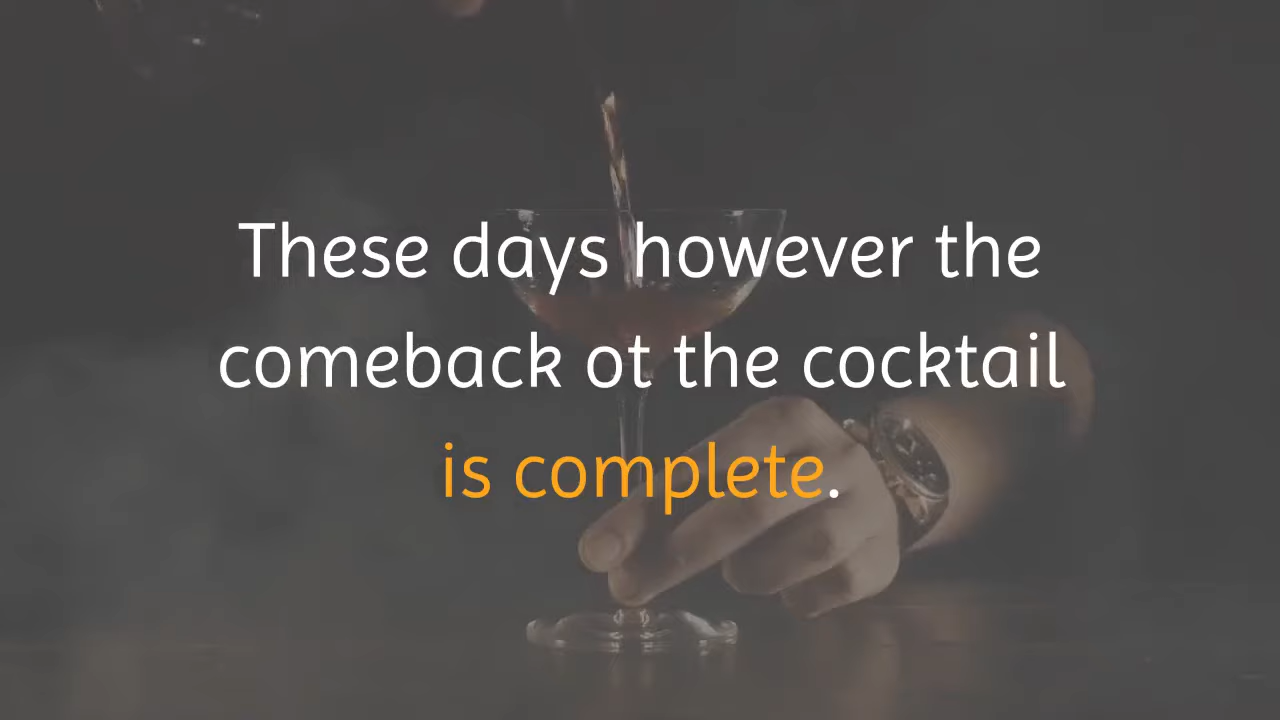 These days however the
comeback ot the cocktail
is complete.